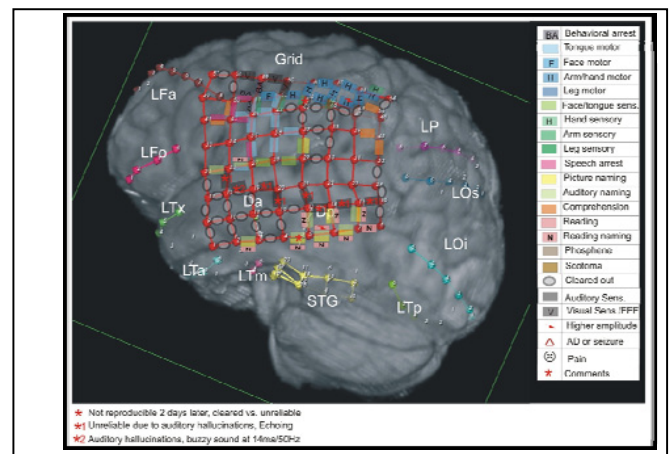 Grid
LFa
LFo
LTx
LTa
LTm
STG
Da
LP
LOs
LOi
LTp
BA Behavioral arrest
Tongue motor
F Face motor
H Arm/hand motor
Leg motor
Face/tongue sens.
H Hand sensory
Arm sensory
Leg sensory
Speech arrest
Picture naming
Auditory naming
Comprehension
Reading
N Reading naming
Phosphene
Scotoma
Cleared out
Auditory Sens.
V Visual Sens./FEF
Higher amplitude
AD or seizure
Pain
* Comments
* Not reproducible 2 days later, cleared vs. unreliable
*1 Unreliable due to auditory hallucinations, Echoing
*2 Auditory hallucinations, buzzy sound at 14ms/50Hz